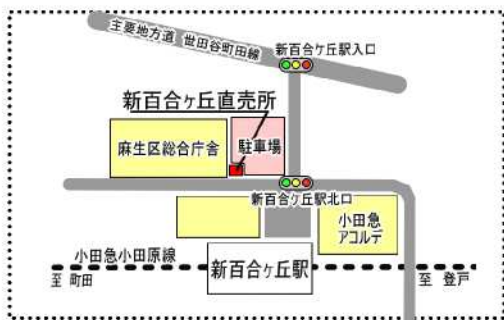 主要地方道 世田谷町田線
新百合ケ丘駅入口
新百合ヶ丘直売所
麻生区総合庁舎
駐車場
新百合ケ丘駅北口
小田急
アコルデ
小田急小田原線
新百合ケ丘駅
至 町田
至 登戸